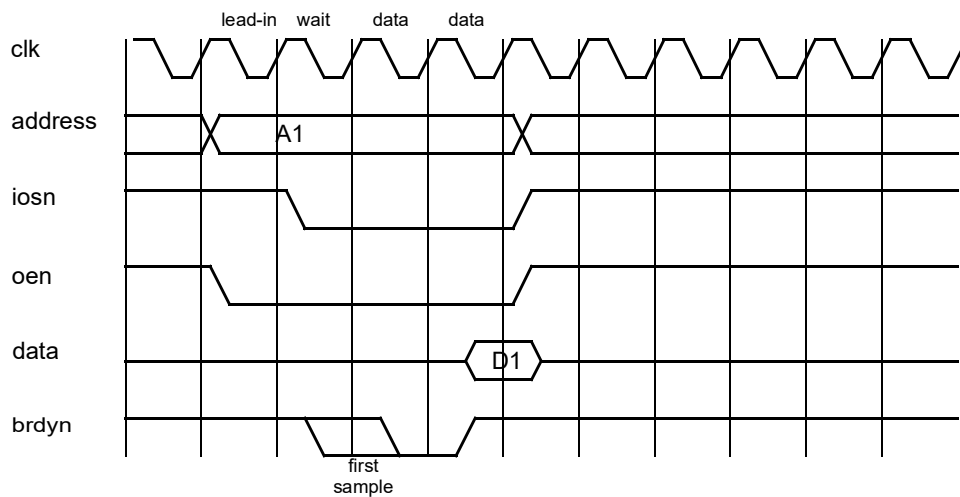 lead-in wait data data
clk
address
A1
iosn
oen
data
D1
brdyn
first
sample